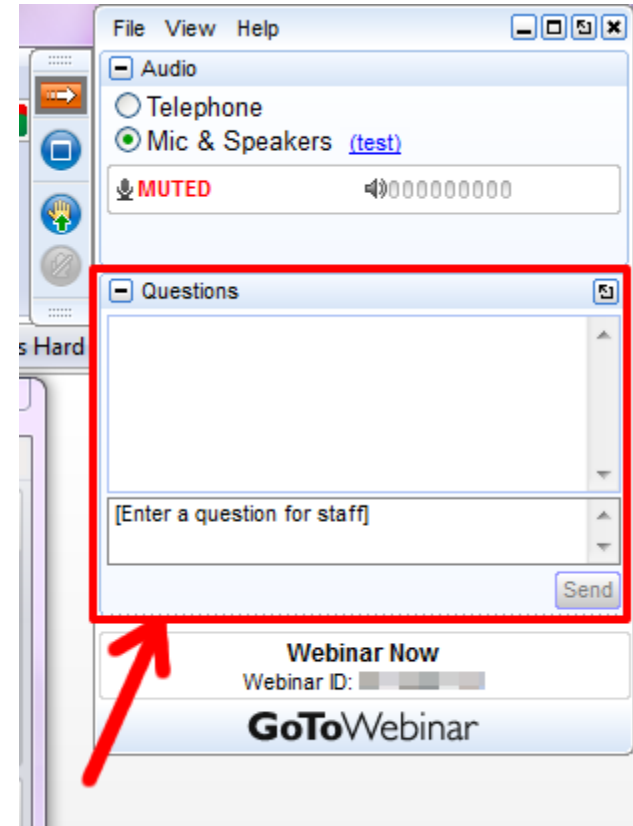 File View Help
Audio
Telephone
Mic & Speakers (test)
MUTED 000000000
Questions
s Hard
[Enter a question for staff]
Send
Webinar Now
Webinar ID:
GoToWebinar